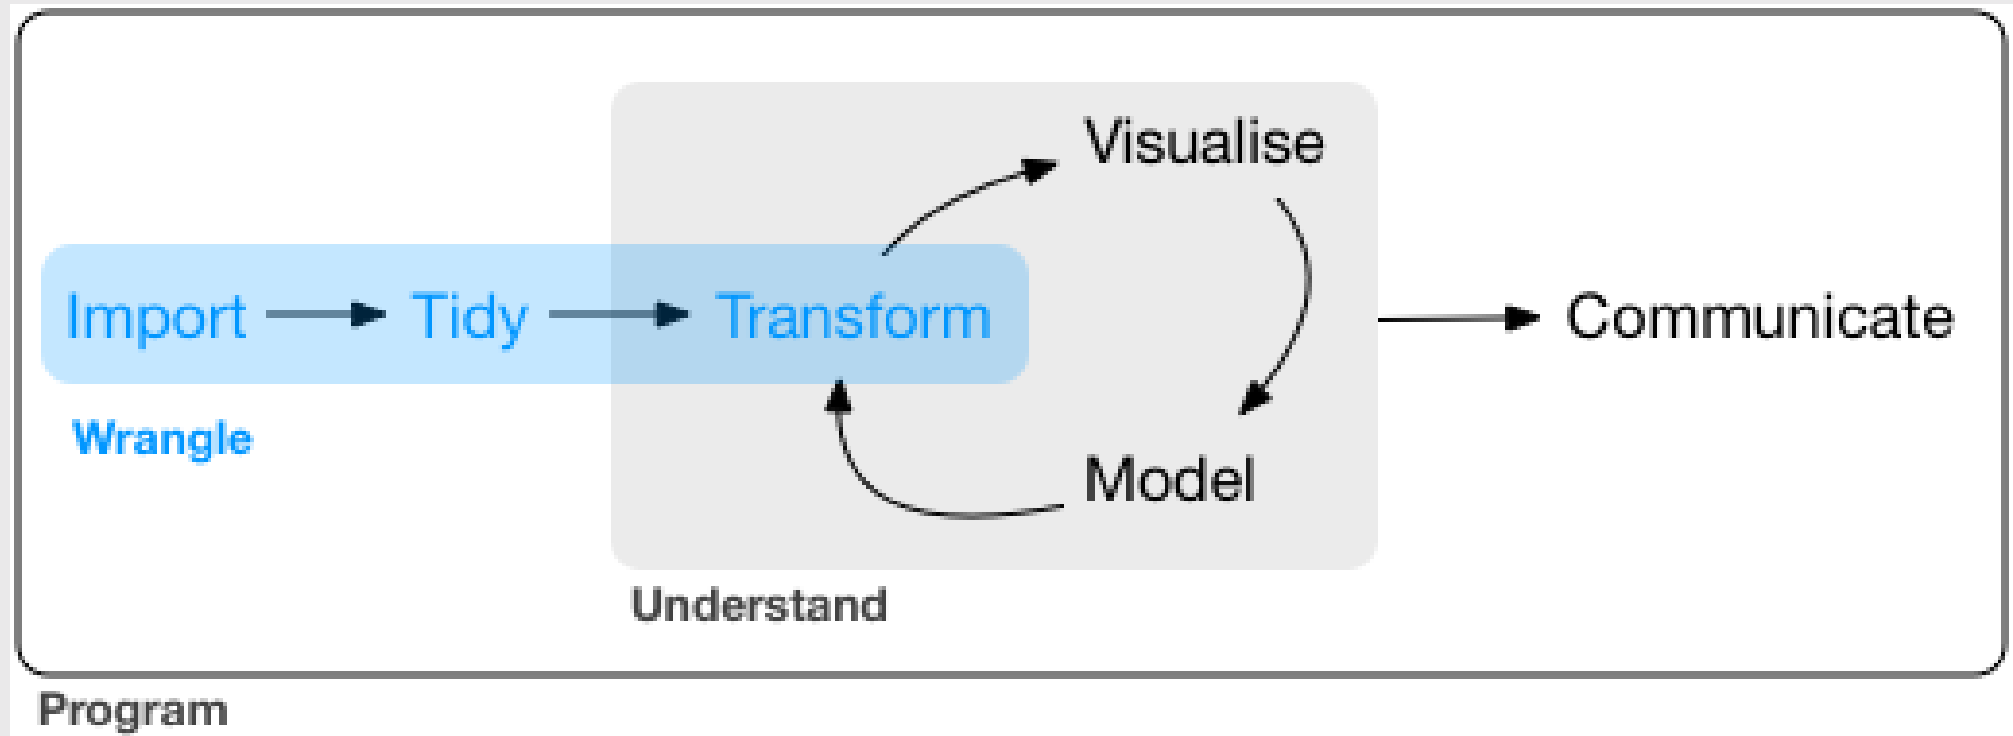 Visualise
Import
Tidy
Transform
Communicate
Wrangle
Model
Understand
Program